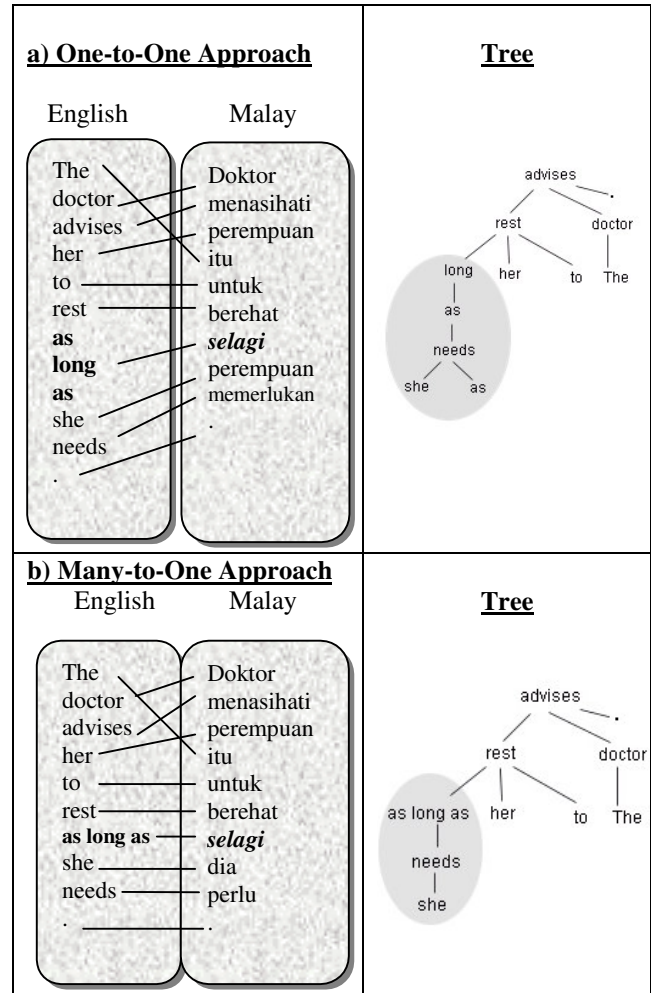 a) One-to-One Approach
Tree
English Malay
The
doctor
advises
her
to
rest
as
long
as
she
needs
.
Doktor
menasihati
perempuan
itu
untuk
berehat
selagi
perempuan
memerlukan
.
advises
.
rest
doctor
long
her
to
The
as
needs
she
as
b) Many-to-One Approach
English Malay
Tree
The
doctor
advises
her
to
rest
as long as
she
needs
.
Doktor
menasihati
perempuan
itu
untuk
berehat
selagi
dia
perlu
.
advises
.
rest
doctor
as long as
her
to
The
needs
she